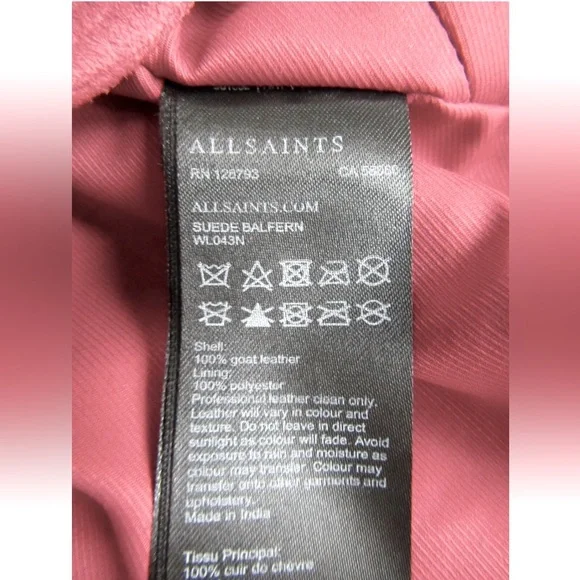 ALLSAINTS
RN 128793
ALLSAINTS.COM
SUEDE BALFERN
WL043N
Shell:
100% goat leather
Lining:
100% polyester
Professional leather clean only.
Leather will vary in colour and
texture. Do not leave in direct
sunlight as colour will fade. Avoid
exposure to rain and moisture as
colour may transfer. Colour may
transfer onto other garments and
upholstery.
Made in India
Tissu Principal:
100% cuir de chèvre